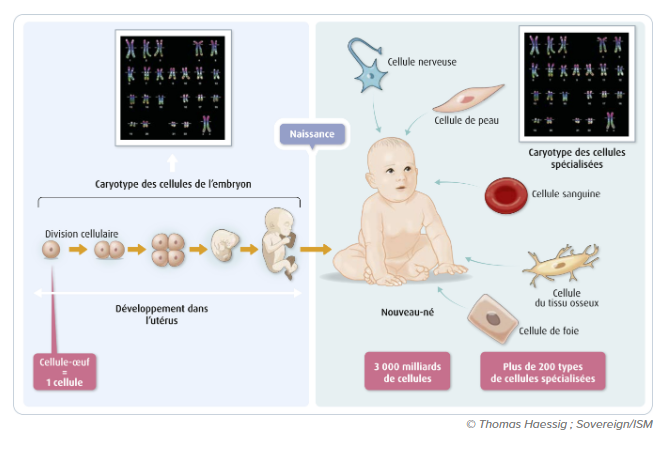 Caryotype des cellules de l'embryon
Division cellulaire
Développement dans
l'utérus
Cellule-œuf
=
1 cellule
Naissance
Cellule nerveuse
Cellule de peau
Caryotype des cellules
spécialisées
Cellule sanguine
Cellule
du tissu osseux
Cellule de foie
Nouveau-né
3 000 milliards
de cellules
Plus de 200 types
de cellules spécialisées
© Thomas Haessig ; Sovereign/ISM